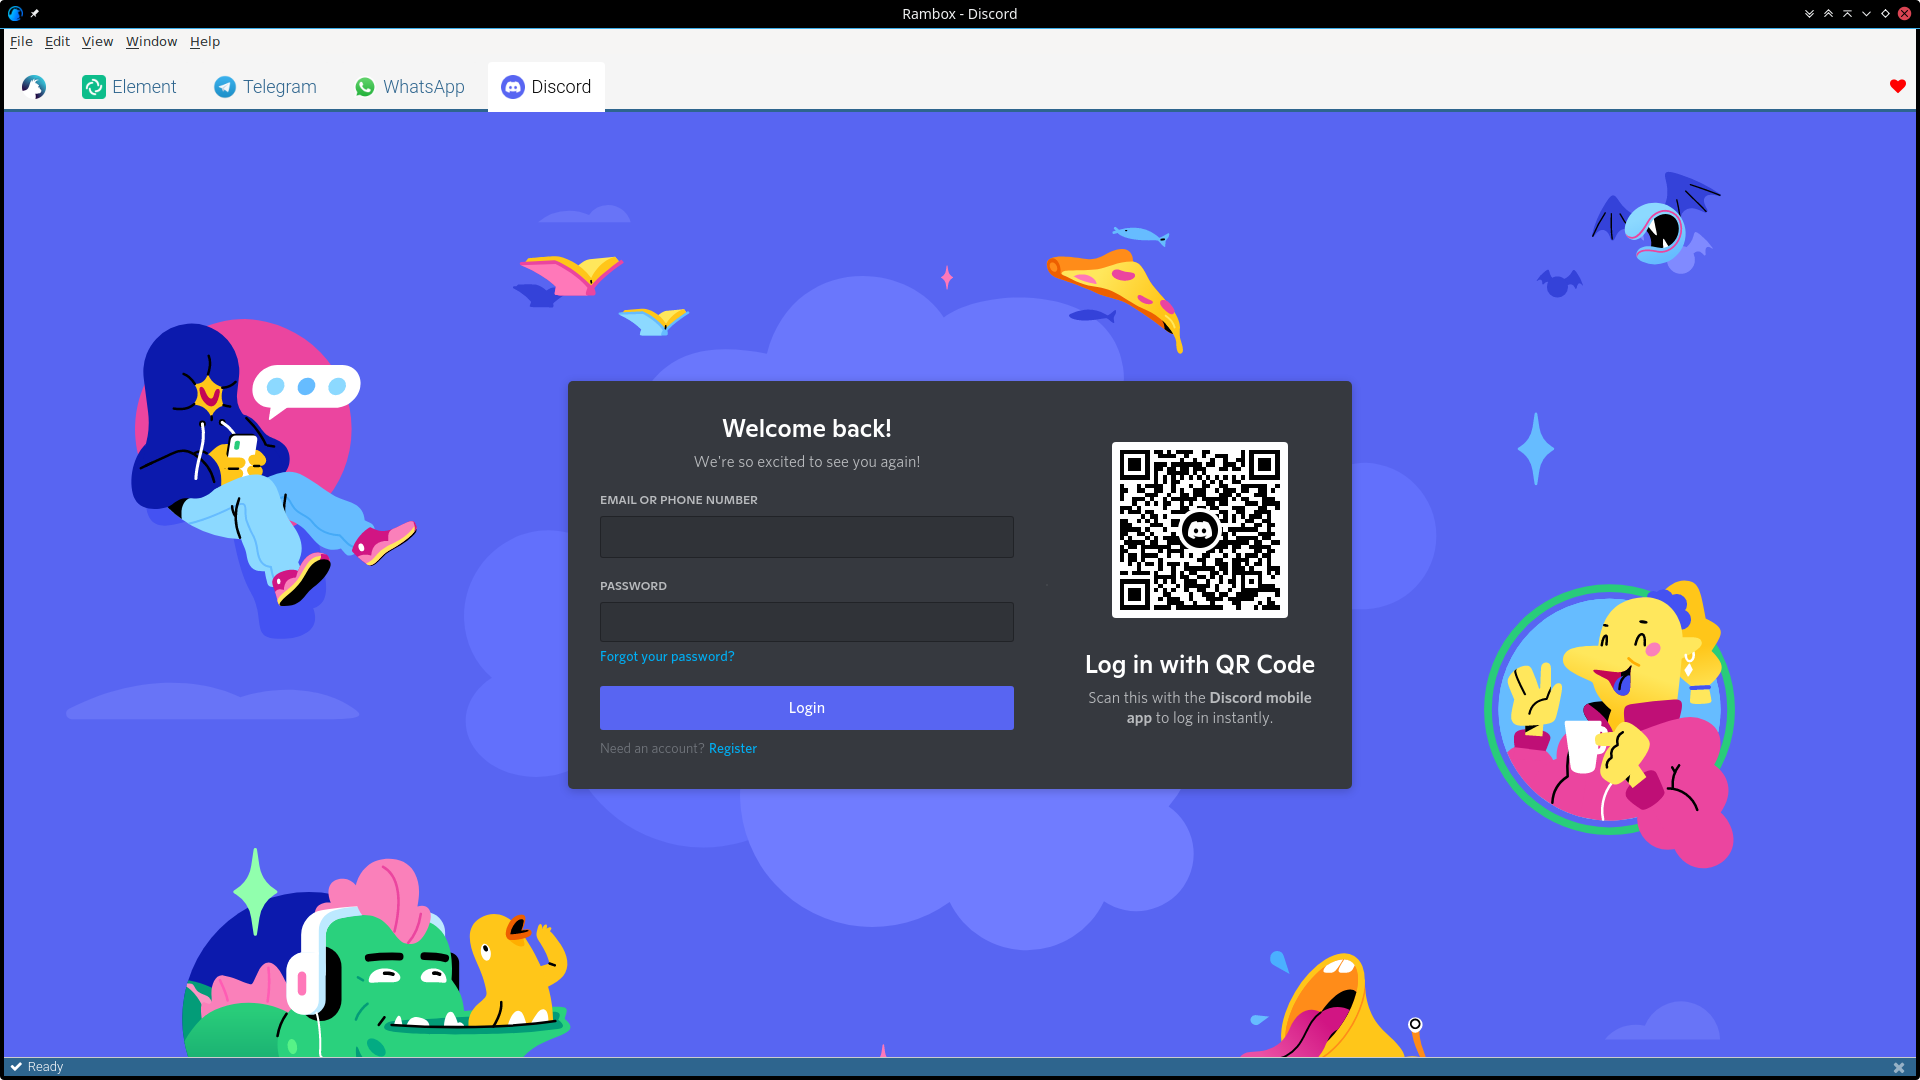 Rambox - Discord
File Edit View Window Help
Element Telegram WhatsApp Discord
Welcome back!
We're so excited to see you again!
EMAIL OR PHONE NUMBER
PASSWORD
Forgot your password?
Login
Need an account? Register
Log in with QR Code
Scan this with the Discord mobile
app to log in instantly.
Ready